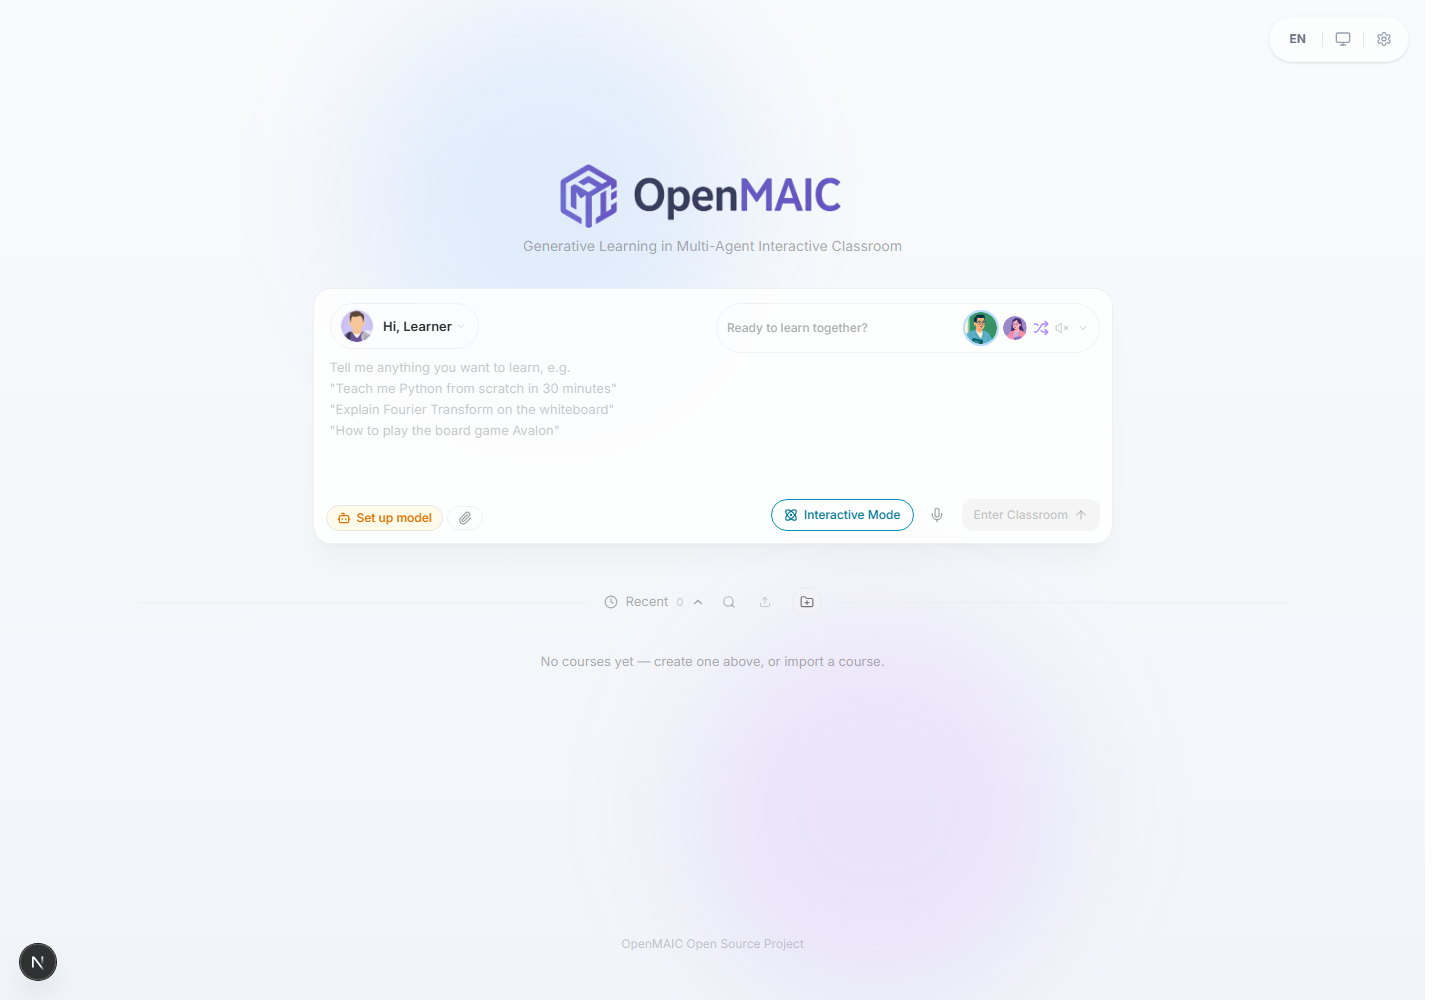 EN
OpenMAIC
Generative Learning in Multi-Agent Interactive Classroom
Hi, Learner
Ready to learn together?
Tell me anything you want to learn, e.g.
"Teach me Python from scratch in 30 minutes"
"Explain Fourier Transform on the whiteboard"
"How to play the board game Avalon"
Set up model
Interactive Mode
Enter Classroom
Recent 0
No courses yet — create one above, or import a course.
OpenMAIC Open Source Project
N